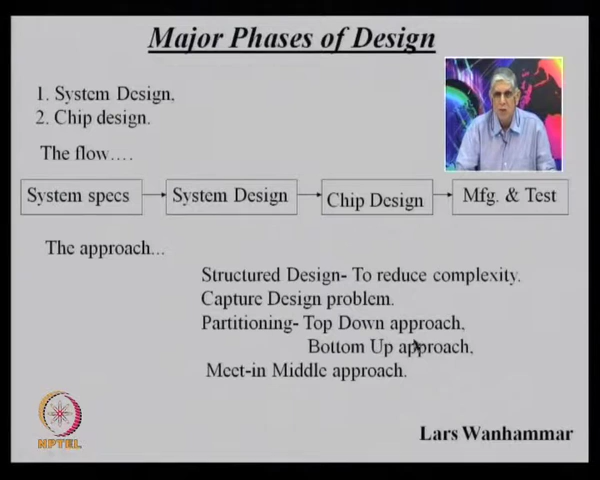 Major Phases of Design
1. System Design,
2. Chip design.
The flow....
System specs
System Design
Chip Design
Mfg. & Test
The approach...
Structured Design- To reduce complexity.
Capture Design problem.
Partitioning- Top Down approach,
Bottom Up approach,
Meet-in Middle approach.
NPTEL
Lars Wanhammar